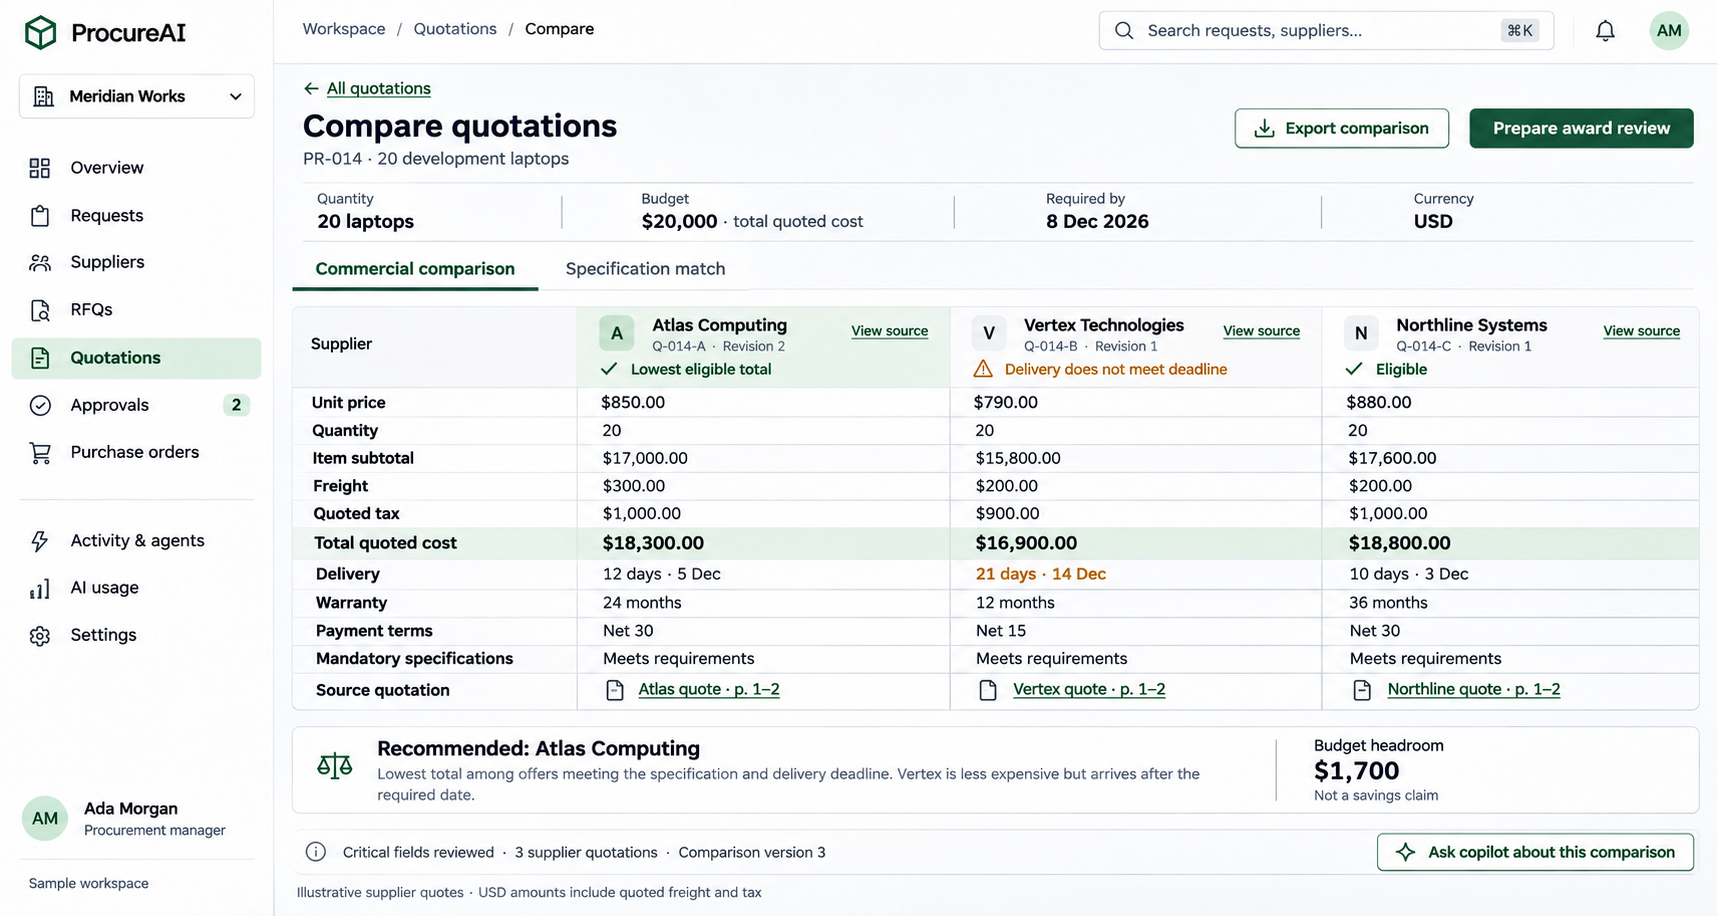 ProcureAI
Meridian Works
Overview
Requests
Suppliers
RFQs
Quotations
Approvals 2
Purchase orders
Activity & agents
AI usage
Settings
AM Ada Morgan
Procurement manager
Sample workspace
Workspace / Quotations / Compare
Search requests, suppliers... ⌘K
AM
← All quotations
Compare quotations
PR-014 · 20 development laptops
Export comparison
Prepare award review
Quantity
20 laptops
Budget
$20,000 · total quoted cost
Required by
8 Dec 2026
Currency
USD
Commercial comparison Specification match
Supplier
A Atlas Computing View source
Q-014-A · Revision 2
Lowest eligible total
V Vertex Technologies View source
Q-014-B · Revision 1
Delivery does not meet deadline
N Northline Systems View source
Q-014-C · Revision 1
Eligible
Unit price $850.00 $790.00 $880.00
Quantity 20 20 20
Item subtotal $17,000.00 $15,800.00 $17,600.00
Freight $300.00 $200.00 $200.00
Quoted tax $1,000.00 $900.00 $1,000.00
Total quoted cost $18,300.00 $16,900.00 $18,800.00
Delivery 12 days · 5 Dec 21 days · 14 Dec 10 days · 3 Dec
Warranty 24 months 12 months 36 months
Payment terms Net 30 Net 15 Net 30
Mandatory specifications Meets requirements Meets requirements Meets requirements
Source quotation Atlas quote · p. 1–2 Vertex quote · p. 1–2 Northline quote · p. 1–2
Recommended: Atlas Computing
Lowest total among offers meeting the specification and delivery deadline. Vertex is less expensive but arrives after the
required date.
Budget headroom
$1,700
Not a savings claim
Critical fields reviewed · 3 supplier quotations · Comparison version 3
Ask copilot about this comparison
Illustrative supplier quotes · USD amounts include quoted freight and tax